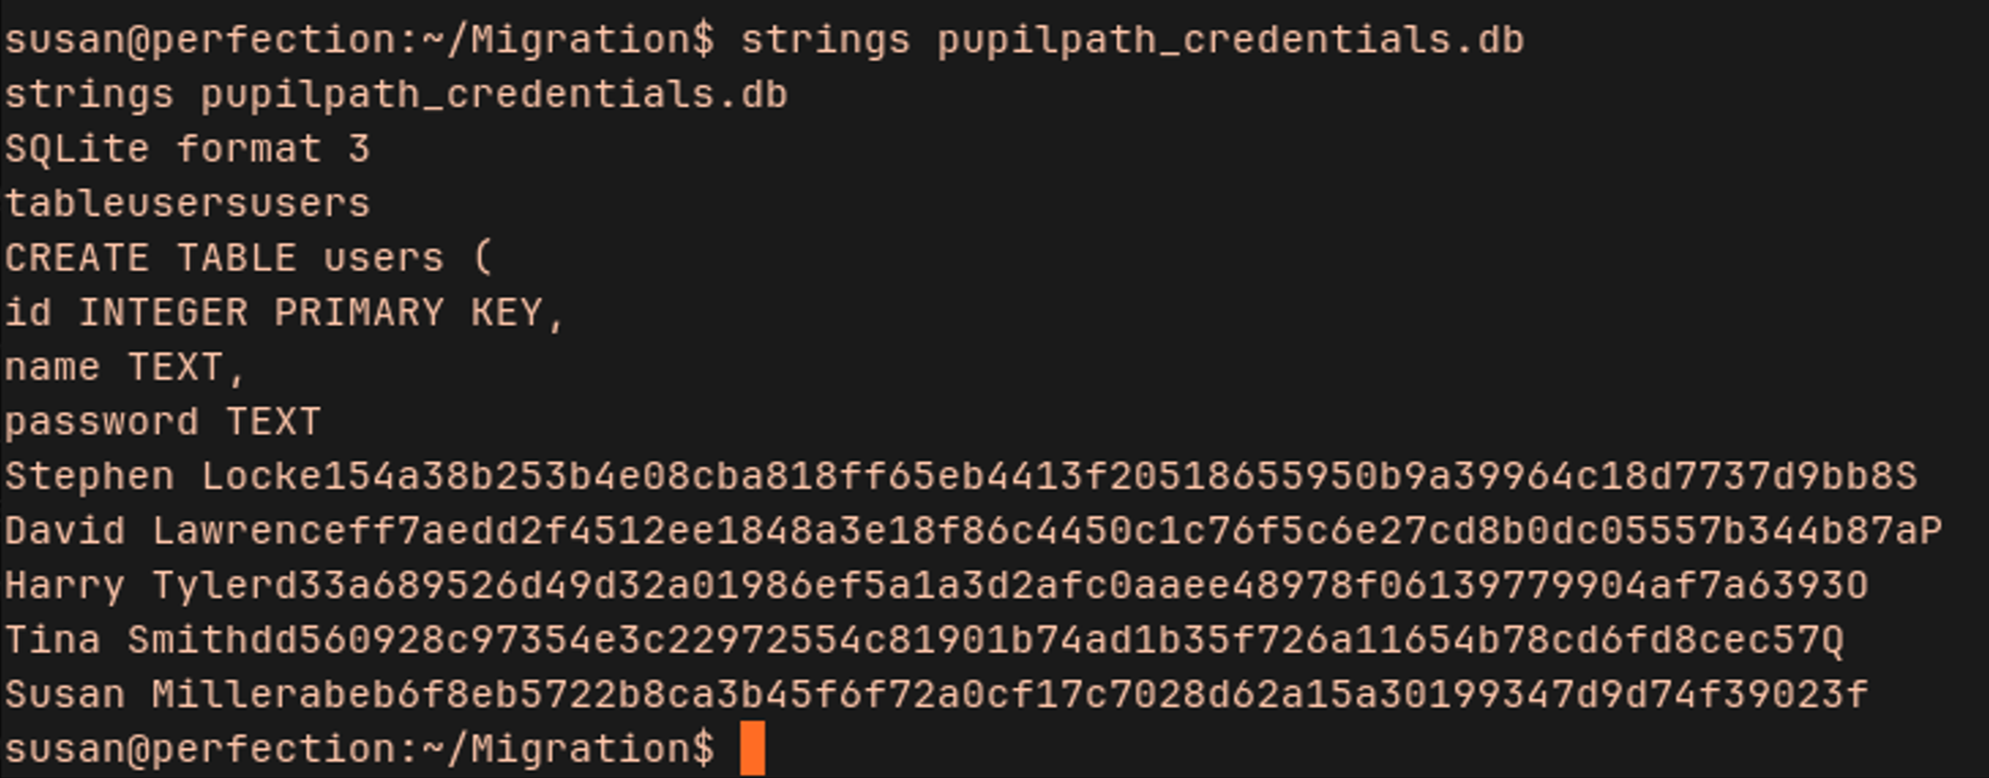 susan@perfection:~/Migration$ strings pupilpath_credentials.db
strings pupilpath_credentials.db
SQLite format 3
tableusersusers
CREATE TABLE users (
id INTEGER PRIMARY KEY,
name TEXT,
password TEXT
Stephen Locke154a38b253b4e08cba818ff65eb4413f20518655950b9a39964c18d7737d9bb8S
David Lawrenceff7aedd2f4512ee1848a3e18f86c4450c1c76f5c6e27cd8b0dc05557b344b87aP
Harry Tylerd33a689526d49d32a01986ef5a1a3d2afc0aaee48978f06139779904af7a6393O
Tina Smithdd560928c97354e3c22972554c81901b74ad1b35f726a11654b78cd6fd8cec57Q
Susan Millerabeb6f8eb5722b8ca3b45f6f72a0cf17c7028d62a15a30199347d9d74f39023f
susan@perfection:~/Migration$